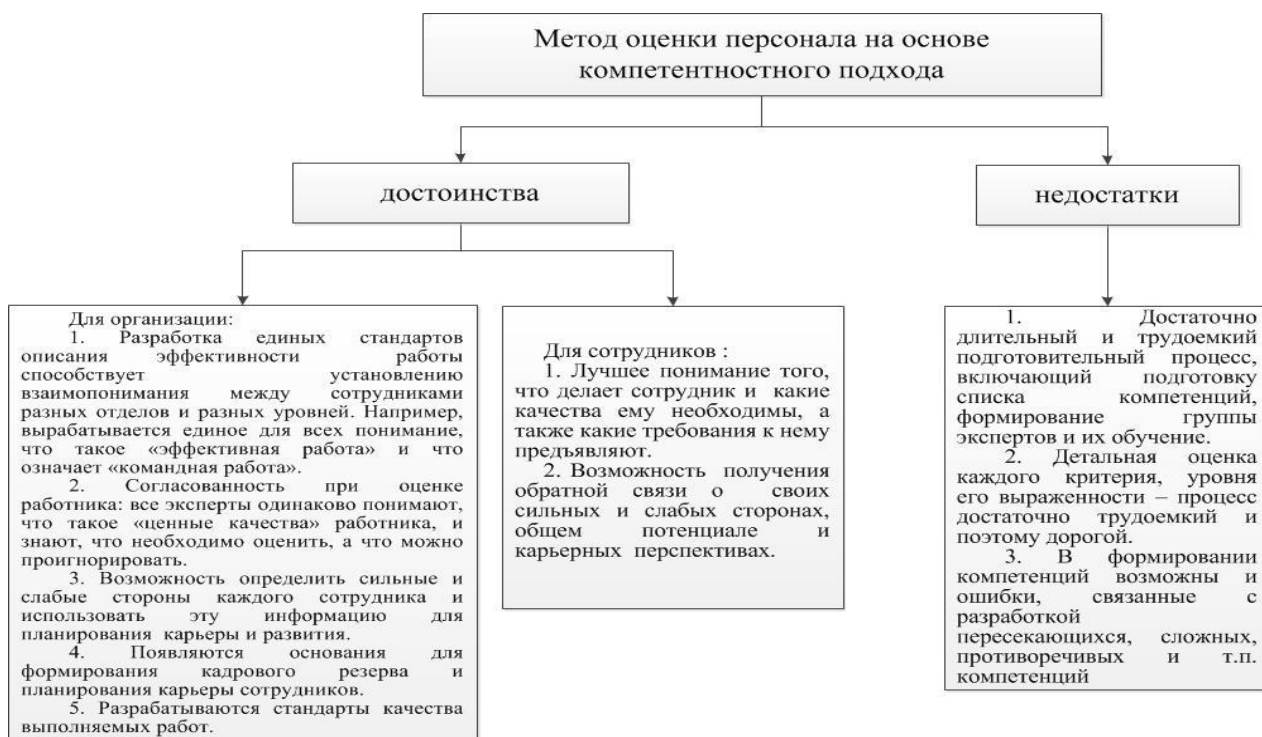 Метод оценки персонала на основе
компетентностного подхода
достоинства
недостатки
Для организации:
1. Разработка единых стандартов
описания эффективности работы
способствует установлению
взаимопонимания между сотрудниками
разных отделов и разных уровней. Например,
вырабатывается единое для всех понимание,
что такое «эффективная работа» и что
означает «командная работа».
2. Согласованность при оценке
работника: все эксперты одинаково понимают,
что такое «ценные качества» работника, и
знают, что необходимо оценить, а что можно
проигнорировать.
3. Возможность определить сильные и
слабые стороны каждого сотрудника и
использовать эту информацию для
планирования карьеры и развития.
4. Появляются основания для
формирования кадрового резерва и
планирования карьеры сотрудников.
5. Разрабатываются стандарты качества
выполняемых работ.
Для сотрудников :
1. Лучшее понимание того,
что делает сотрудник и какие
качества ему необходимы, а
также какие требования к нему
предъявляют.
2. Возможность получения
обратной связи о своих
сильных и слабых сторонах,
общем потенциале и
карьерных перспективах.
1. Достаточно
длительный и трудоемкий
подготовительный процесс,
включающий подготовку
списка компетенций,
формирование группы
экспертов и их обучение.
2. Детальная оценка
каждого критерия, уровня
его выраженности – процесс
достаточно трудоемкий и
поэтому дорогой.
3. В формировании
компетенций возможны и
ошибки, связанные с
разработкой
пересекающихся, сложных,
противоречивых и т.п.
компетенций